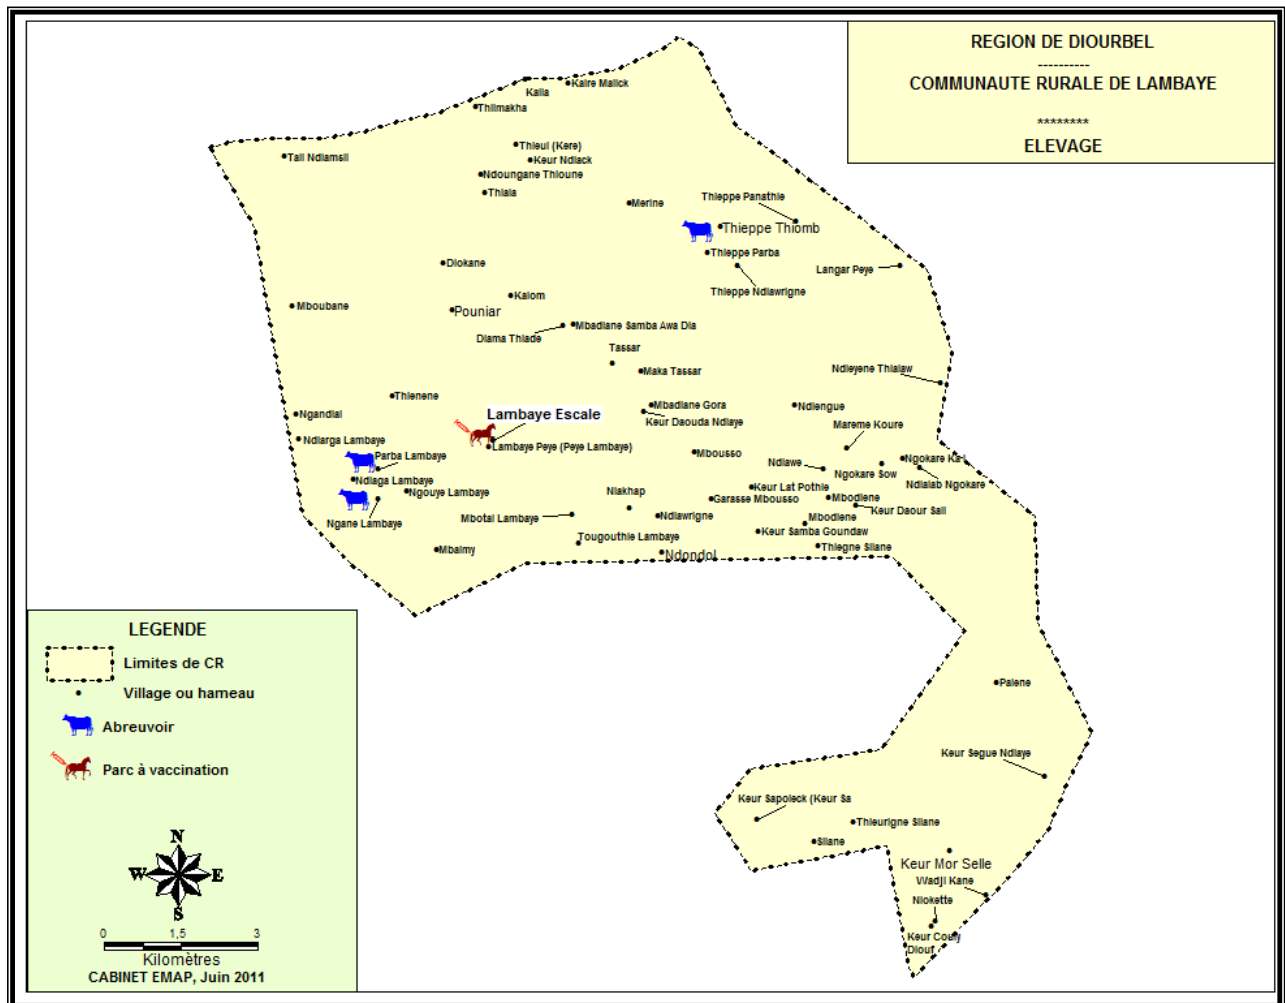 REGION DE DIOURBEL
----------
COMMUNAUTE RURALE DE LAMBAYE
********
ELEVAGE
Kaire Malick
Kalla
Thilmakha
Thieul (Kere)
Keur Ndiack
Tall Ndiamsil
Ndoungane Thioune
Thiala
Merine
Thieppe Panathie
Thieppe Thiomb
Thieppe Parba
Diokane
Langar Peye
Thieppe Ndiawrigne
Kalom
Mboubane
Pouniar
Mbadiane Samba Awa Dia
Diama Thiade
Tassar
Maka Tassar
Ndieyene Thialaw
Thienene
Mbadiane Gora
Ndiengue
Ngandial
Lambaye Escale
Keur Daouda Ndiaye
Mareme Koure
Ndiarga Lambaye
Lambaye Peye (Peye Lambaye)
Parba Lambaye
Mbousso
Ngokare Ka I
Ndiawe
Ngokare Sow
Ndiaga Lambaye
Ndialab Ngokare
Keur Lat Pothie
Ngouye Lambaye
Niakhap
Garasse Mbousso
Mbodiene
Ngane Lambaye
Keur Daour Sall
Mbotal Lambaye
Ndiawrigne
Mbodiene
Keur Samba Goundaw
Tougouthie Lambaye
Mbaimy
Ndondol
Thiegne Silane
LEGENDE
Limites de CR
Village ou hameau
Abreuvoir
Parc à vaccination
Palene
Keur Segue Ndiaye
Keur Sapoleck (Keur Sa
Thieurigne Silane
Silane
Keur Mor Selle
Wadji Kane
Niokette
Keur Couly
Diouf
N
W E
S
0 1,5 3
Kilomètres
CABINET EMAP, Juin 2011